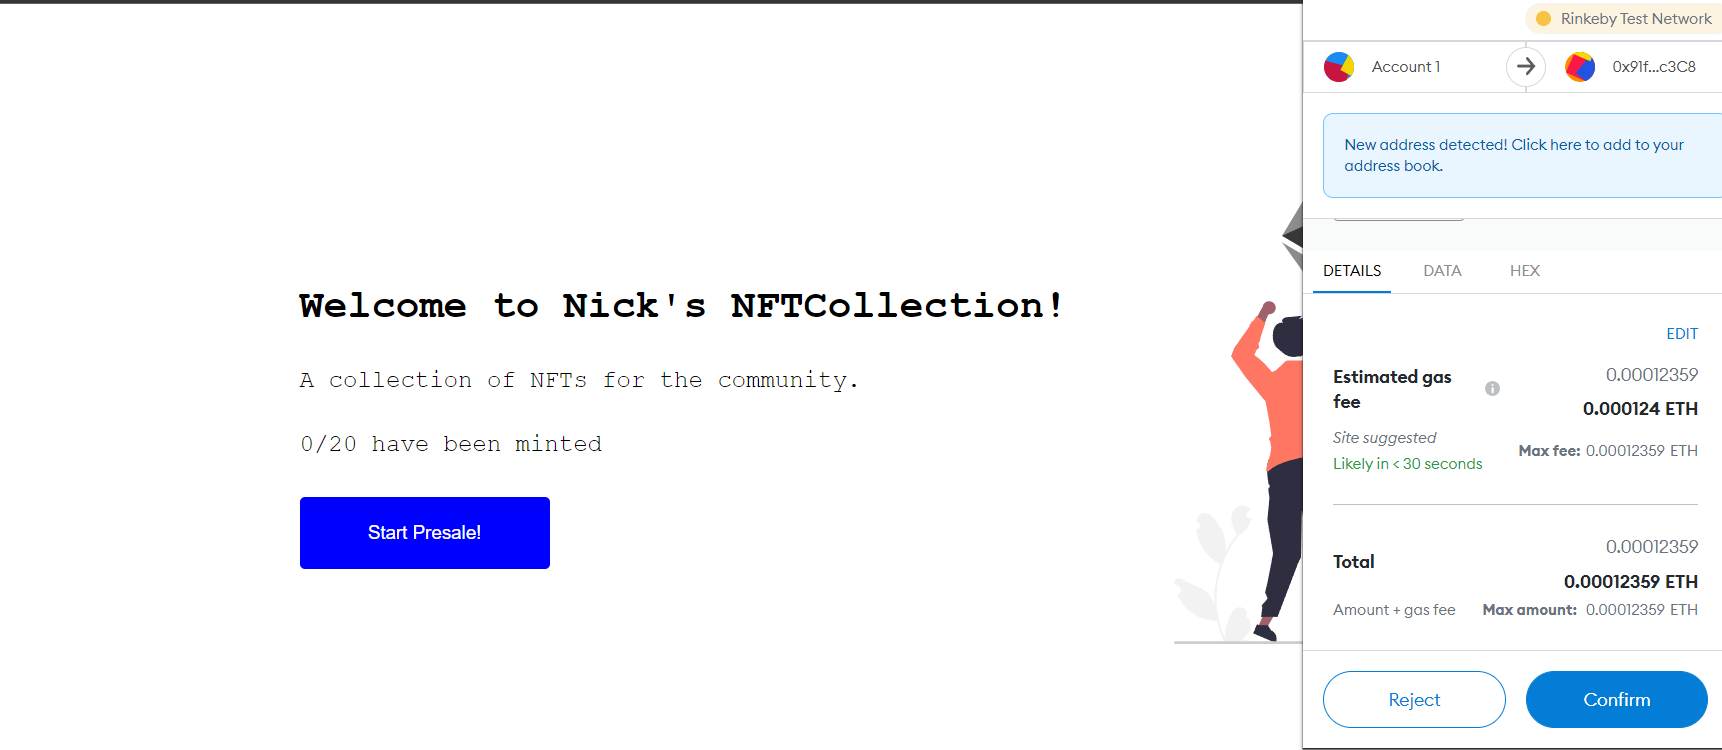 Welcome to Nick's NFTCollection!
A collection of NFTs for the community.
0/20 have been minted
Start Presale!
Rinkeby Test Network
Account 1
0x91f...c3C8
New address detected! Click here to add to your
address book.
DETAILS DATA HEX
EDIT
Estimated gas
fee
0.00012359
0.000124 ETH
Site suggested
Likely in < 30 seconds
Max fee: 0.00012359 ETH
0.00012359
Total
0.00012359 ETH
Amount + gas fee
Max amount: 0.00012359 ETH
Reject
Confirm